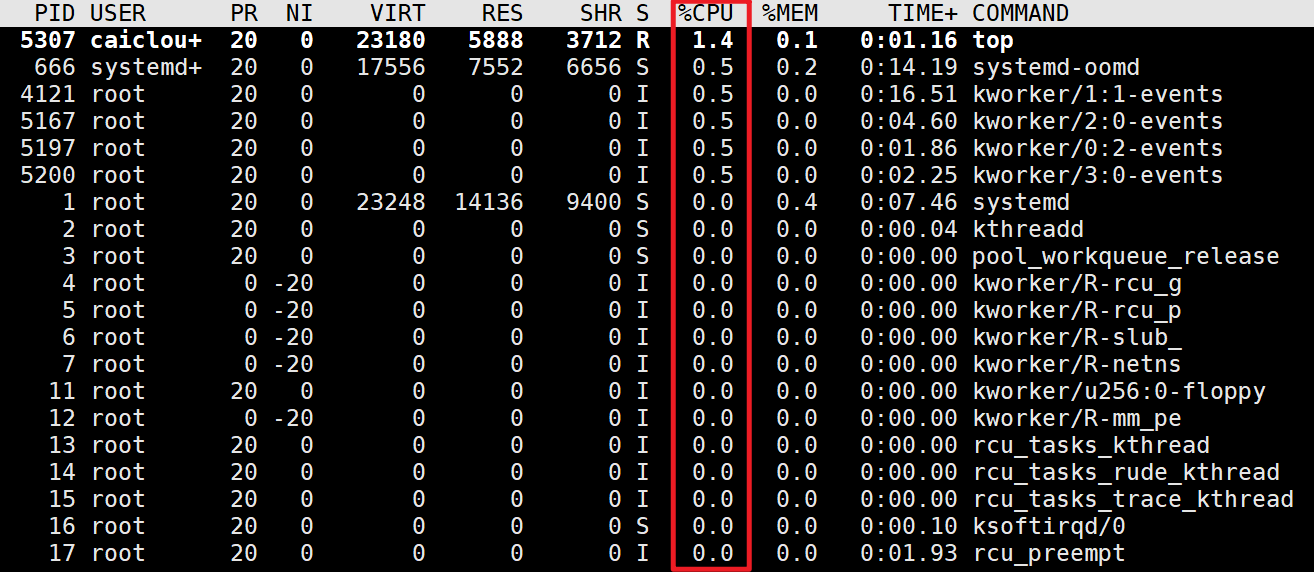 PID USER PR NI VIRT RES SHR S %CPU %MEM TIME+ COMMAND
5307 caiclou+ 20 0 23180 5888 3712 R 1.4 0.1 0:01.16 top
666 systemd+ 20 0 17556 7552 6656 S 0.5 0.2 0:14.19 systemd-oomd
4121 root 20 0 0 0 0 I 0.5 0.0 0:16.51 kworker/1:1-events
5167 root 20 0 0 0 0 I 0.5 0.0 0:04.60 kworker/2:0-events
5197 root 20 0 0 0 0 I 0.5 0.0 0:01.86 kworker/0:2-events
5200 root 20 0 0 0 0 I 0.5 0.0 0:02.25 kworker/3:0-events
1 root 20 0 23248 14136 9400 S 0.0 0.4 0:07.46 systemd
2 root 20 0 0 0 0 S 0.0 0.0 0:00.04 kthreadd
3 root 20 0 0 0 0 S 0.0 0.0 0:00.00 pool_workqueue_release
4 root 0 -20 0 0 0 I 0.0 0.0 0:00.00 kworker/R-rcu_g
5 root 0 -20 0 0 0 I 0.0 0.0 0:00.00 kworker/R-rcu_p
6 root 0 -20 0 0 0 I 0.0 0.0 0:00.00 kworker/R-slub_
7 root 0 -20 0 0 0 I 0.0 0.0 0:00.00 kworker/R-netns
11 root 20 0 0 0 0 I 0.0 0.0 0:00.00 kworker/u256:0-floppy
12 root 0 -20 0 0 0 I 0.0 0.0 0:00.00 kworker/R-mm_pe
13 root 20 0 0 0 0 I 0.0 0.0 0:00.00 rcu_tasks_kthread
14 root 20 0 0 0 0 I 0.0 0.0 0:00.00 rcu_tasks_rude_kthread
15 root 20 0 0 0 0 I 0.0 0.0 0:00.00 rcu_tasks_trace_kthread
16 root 20 0 0 0 0 S 0.0 0.0 0:00.10 ksoftirqd/0
17 root 20 0 0 0 0 I 0.0 0.0 0:01.93 rcu_preempt